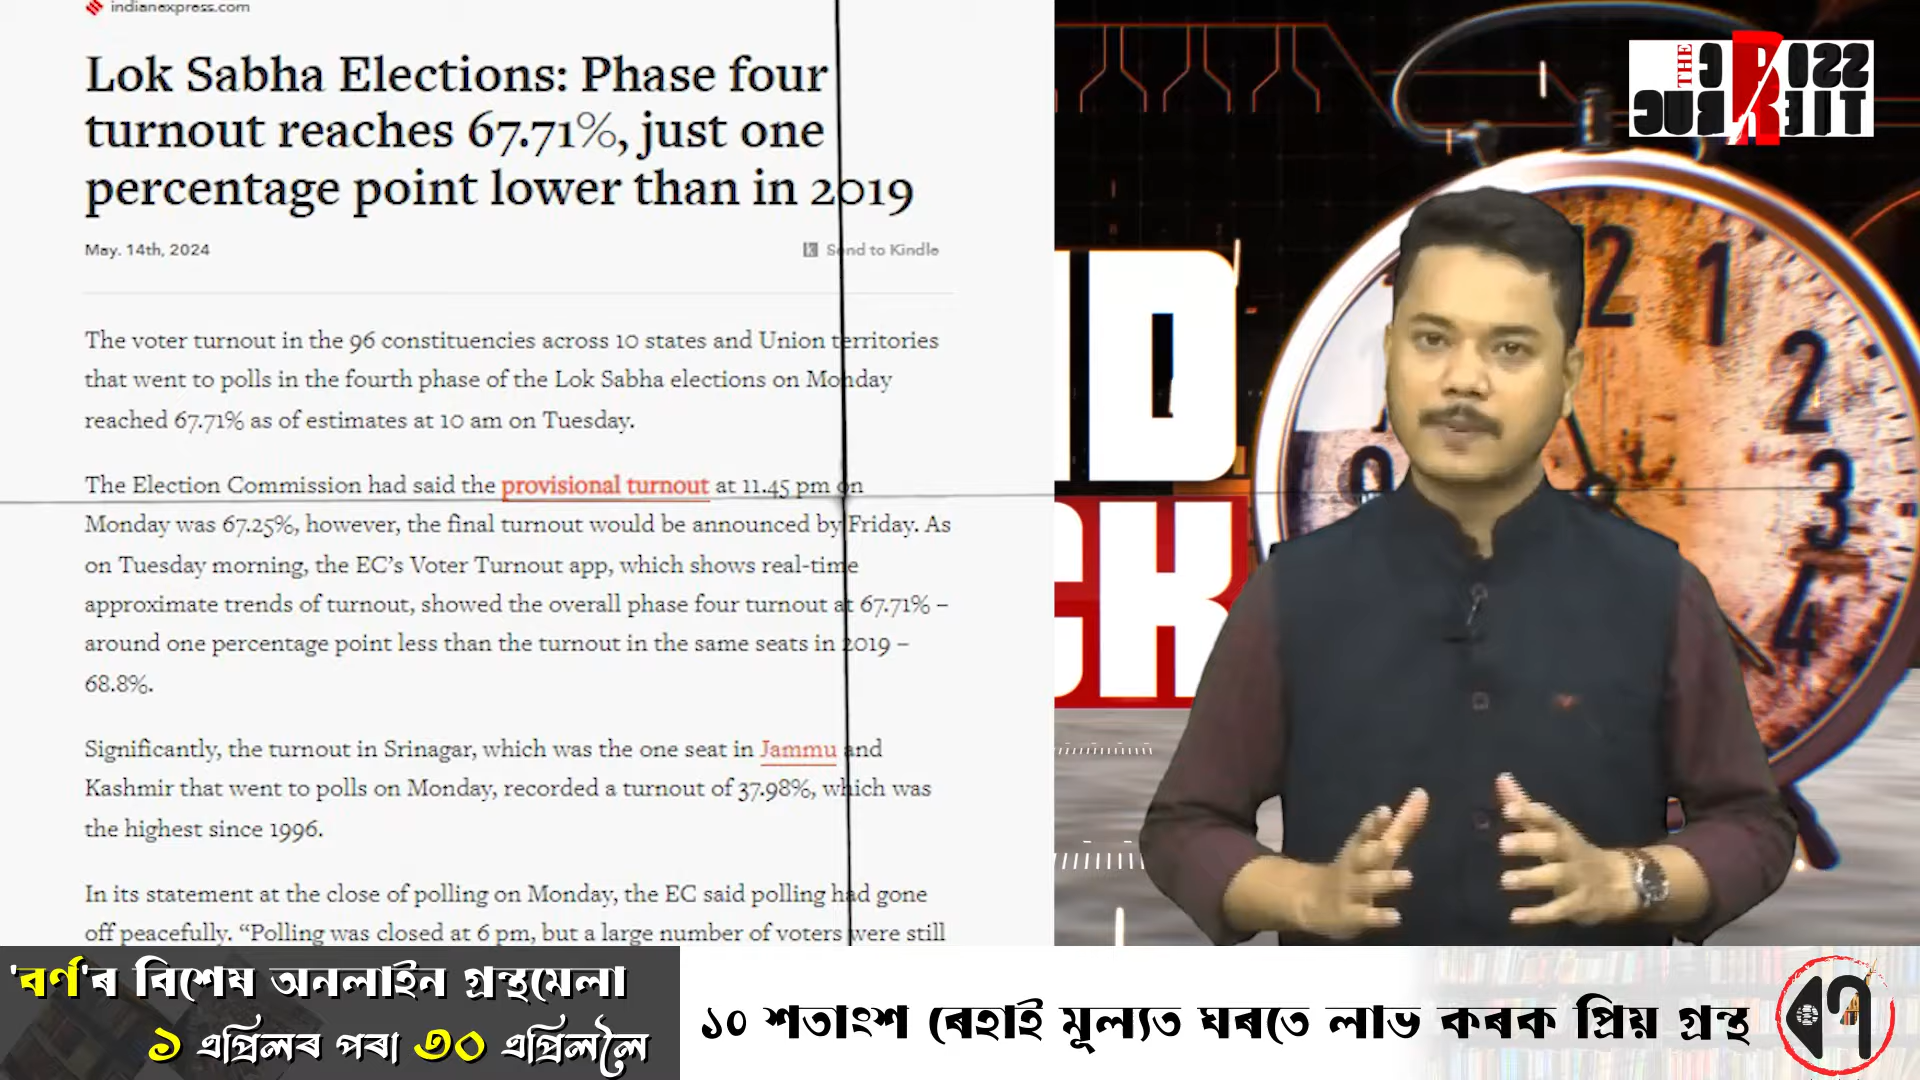 indianexpress.com
Lok Sabha Elections: Phase four
turnout reaches 67.71%, just one
percentage point lower than in 2019
May. 14th, 2024
Send to Kindle
The voter turnout in the 96 constituencies across 10 states and Union territories
that went to polls in the fourth phase of the Lok Sabha elections on Monday
reached 67.71% as of estimates at 10 am on Tuesday.
The Election Commission had said the provisional turnout at 11.45 pm on
Monday was 67.25%, however, the final turnout would be announced by Friday. As
on Tuesday morning, the EC’s Voter Turnout app, which shows real-time
approximate trends of turnout, showed the overall phase four turnout at 67.71% –
around one percentage point less than the turnout in the same seats in 2019 –
68.8%.
Significantly, the turnout in Srinagar, which was the one seat in Jammu and
Kashmir that went to polls on Monday, recorded a turnout of 37.98%, which was
the highest since 1996.
In its statement at the close of polling on Monday, the EC said polling had gone
off peacefully. “Polling was closed at 6 pm, but a large number of voters were still
THE CROSS
CURRENT
12
1
2
3
4
9
'বৰ্ণ'ৰ বিশেষ অনলাইন গ্ৰন্থমেলা
১ এপ্ৰিলৰ পৰা ৩০ এপ্ৰিললৈ
১০ শতাংশ ৰেহাই মূল্যত ঘৰতে লাভ কৰক প্ৰিয় গ্ৰন্থ